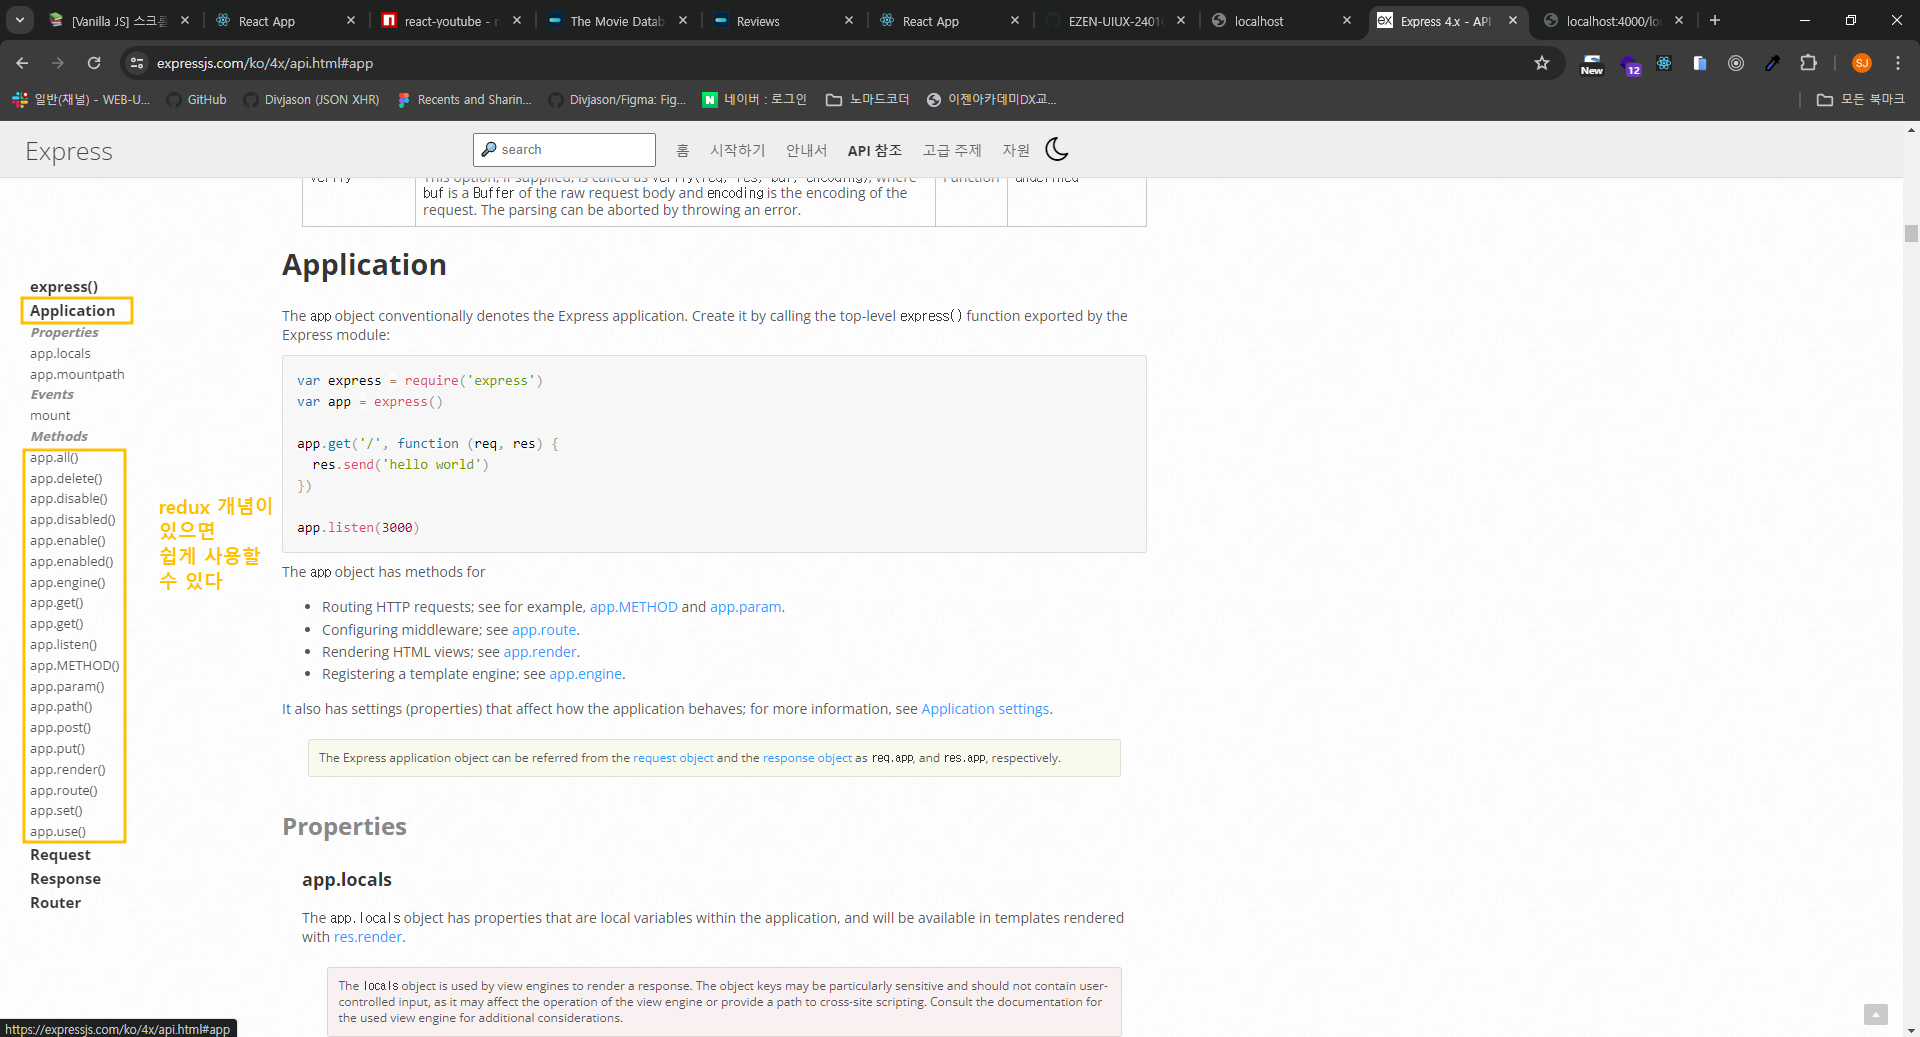 [Vanilla JS] 스크롤
React App
react-youtube - n
The Movie Datab
Reviews
React App
EZEN-UIUX-2401
localhost
Express 4.x - API
localhost:4000/lo
expressjs.com/ko/4x/api.html#app
New
12
SJ
일반(채널) - WEB-U...
GitHub
Divjason (JSON XHR)
Recents and Sharin...
Divjason/Figma: Fig...
네이버 : 로그인
노마드코더
이젠아카데미DX교...
모든 북마크
Express
search
홈
시작하기
안내서
API 참조
고급 주제
자원
verify
This option, if supplied, is called as verify(req, res, buf, encoding), where
buf is a Buffer of the raw request body and encoding is the encoding of the
request. The parsing can be aborted by throwing an error.
Function
undefined
express()
Application
Properties
app.locals
app.mountpath
Events
mount
Methods
app.all()
app.delete()
app.disable()
app.disabled()
app.enable()
app.enabled()
app.engine()
app.get()
app.get()
app.listen()
app.METHOD()
app.param()
app.path()
app.post()
app.put()
app.render()
app.route()
app.set()
app.use()
Request
Response
Router
redux 개념이
있으면
쉽게 사용할
수 있다
Application
The app object conventionally denotes the Express application. Create it by calling the top-level express() function exported by the
Express module:
var express = require('express')
var app = express()
app.get('/', function (req, res) {
res.send('hello world')
})
app.listen(3000)
The app object has methods for
• Routing HTTP requests; see for example, app.METHOD and app.param.
• Configuring middleware; see app.route.
• Rendering HTML views; see app.render.
• Registering a template engine; see app.engine.
It also has settings (properties) that affect how the application behaves; for more information, see Application settings.
The Express application object can be referred from the request object and the response object as req.app, and res.app, respectively.
Properties
app.locals
The app.locals object has properties that are local variables within the application, and will be available in templates rendered
with res.render.
The locals object is used by view engines to render a response. The object keys may be particularly sensitive and should not contain user-
controlled input, as it may affect the operation of the view engine or provide a path to cross-site scripting. Consult the documentation for
the used view engine for additional considerations.
https://expressjs.com/ko/4x/api.html#app